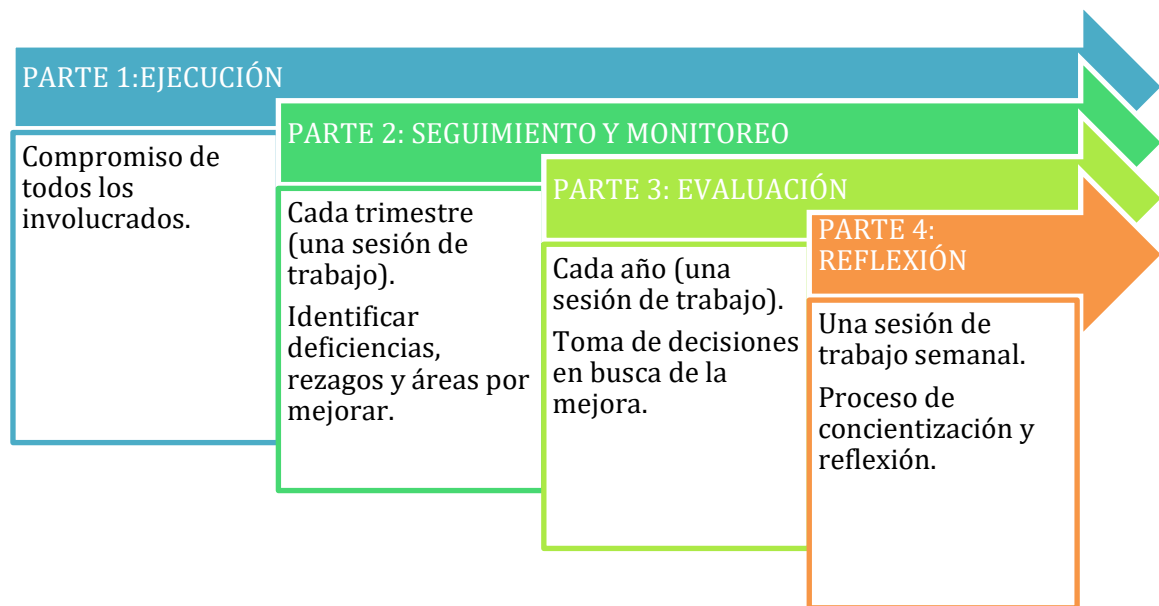 PARTE 1:EJECUCIÓN
Compromiso de
todos los
involucrados.
PARTE 2: SEGUIMIENTO Y MONITOREO
Cada trimestre
(una sesión de
trabajo).
Identificar
deficiencias,
rezagos y áreas por
mejorar.
PARTE 3: EVALUACIÓN
Cada año (una
sesión de trabajo).
Toma de decisiones
en busca de la
mejora.
PARTE 4:
REFLEXIÓN
Una sesión de
trabajo semanal.
Proceso de
concientización y
reflexión.